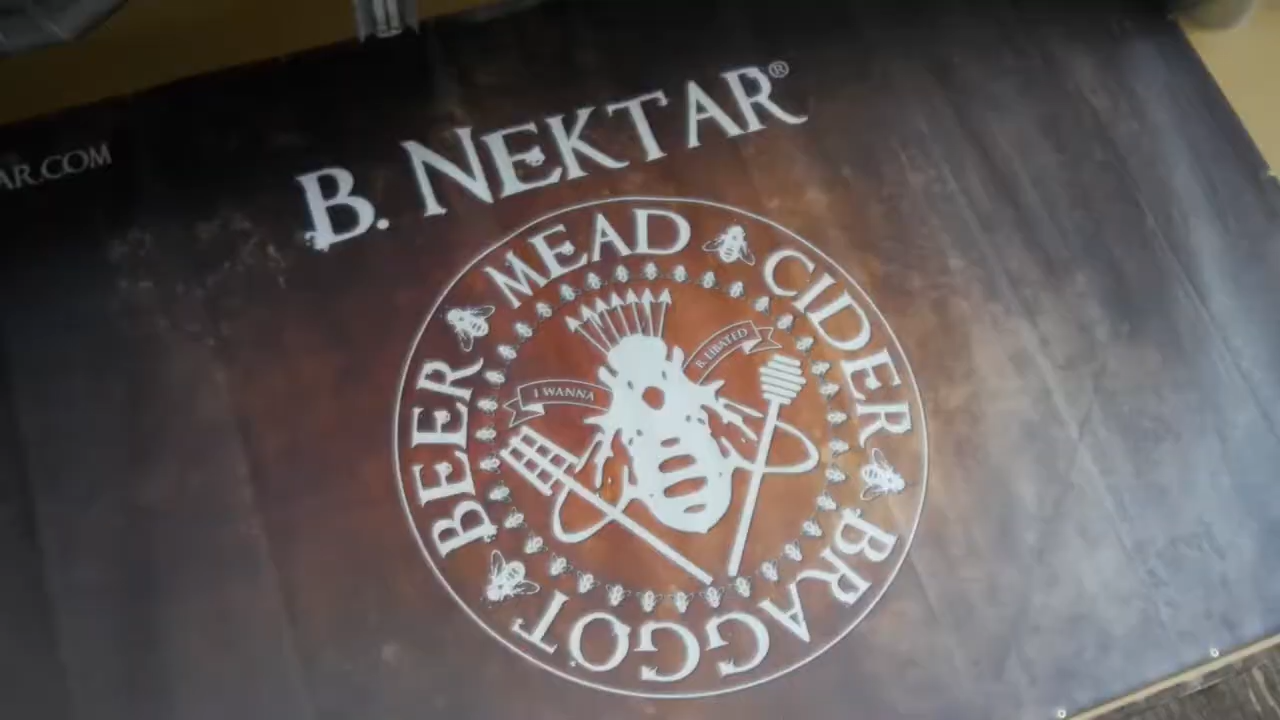 AR.COM
B. NEKTAR®
MEAD
CIDER
BRAGGOT
BEER
I WANNA
B. LIBATED